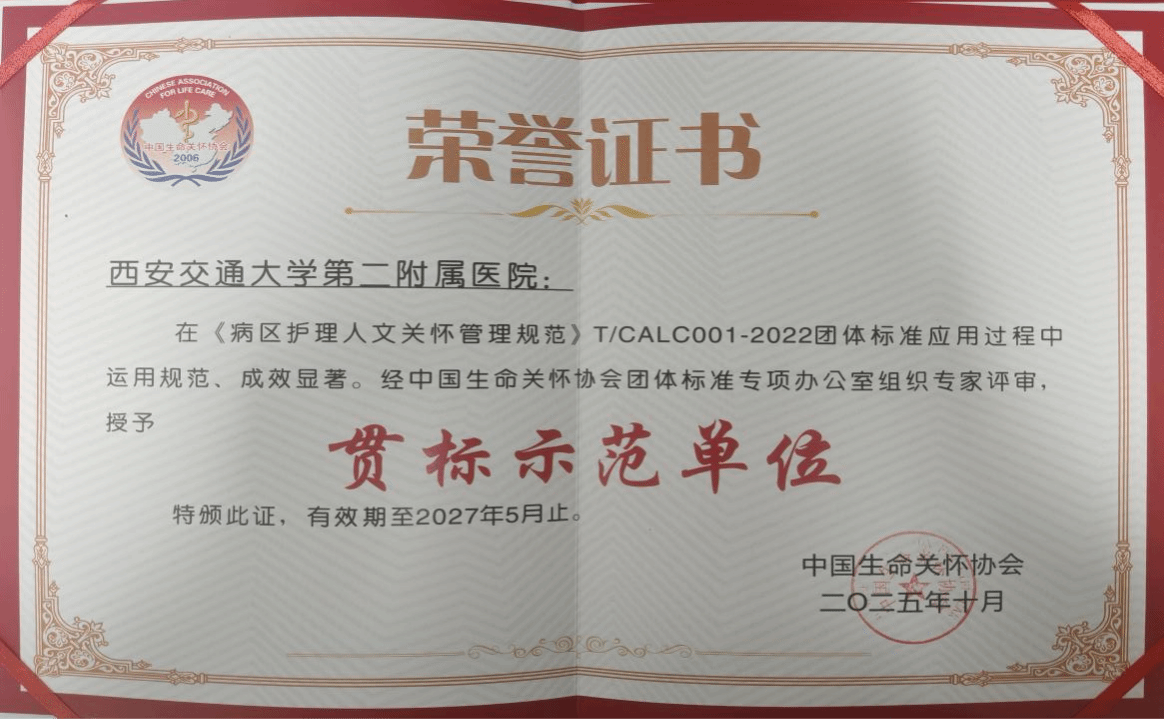 CHINESE ASSOCIATION
FOR LIFE CARE
中国生命关怀协会
2006
荣誉证书
西安交通大学第二附属医院：
在《病区护理人文关怀管理规范》T/CALC001-2022团体标准应用过程中
运用规范、成效显著。经中国生命关怀协会团体标准专项办公室组织专家评审，
授予
贯标示范单位
特颁此证，有效期至2027年5月止。
中国生命关怀协会
二〇二五年十月